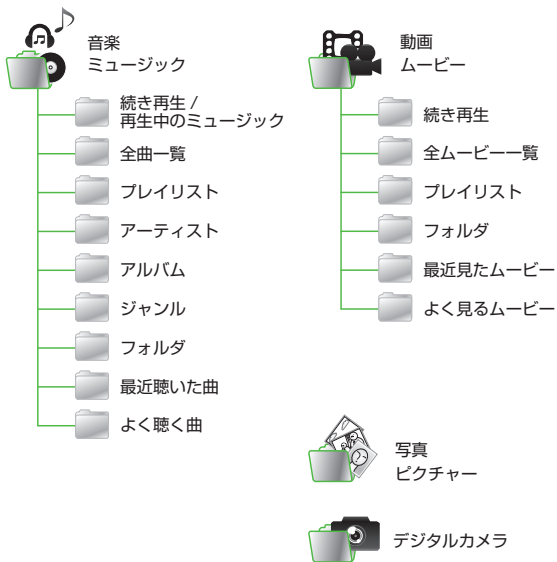 音楽
ミュージック
続き再生 /
再生中のミュージック
全曲一覧
プレイリスト
アーティスト
アルバム
ジャンル
フォルダ
最近聴いた曲
よく聴く曲
動画
ムービー
続き再生
全ムービー一覧
プレイリスト
フォルダ
最近見たムービー
よく見るムービー
写真
ピクチャー
デジタルカメラ